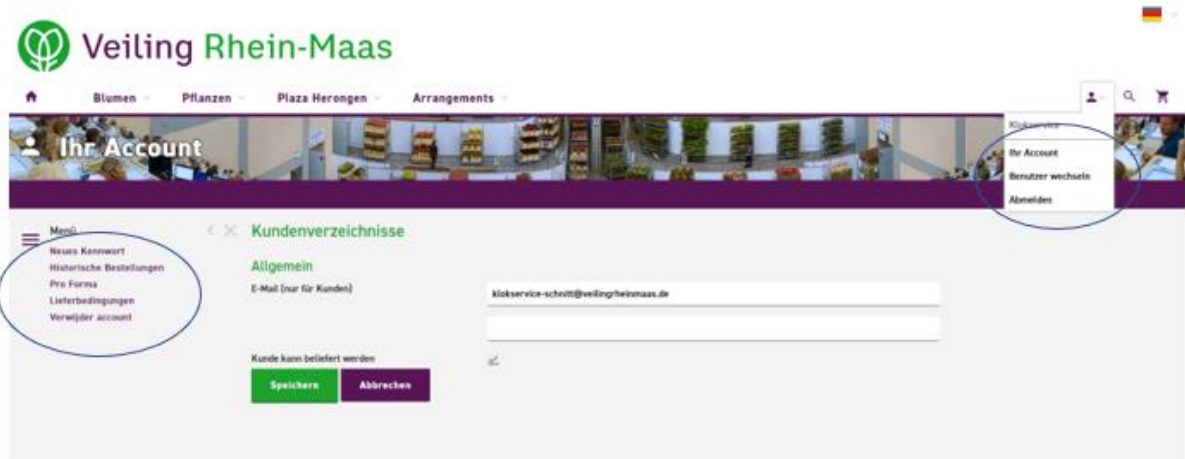 Veiling Rhein-Maas
Blumen
Pflanzen
Plaza Herongen
Arrangements
Klokservice
Ihr Account
Benutzer wechseln
Abmelden
Ihr Account
Menü
Neues Kennwort
Historische Bestellungen
Pro Forma
Lieferbedingungen
Verwijder account
Kundenverzeichnisse
Allgemein
E-Mail (nur für Kunden)
klokservice-schnitt@veilingrheinmaas.de
Kunde kann beliefert werden
Speichern
Abbrechen